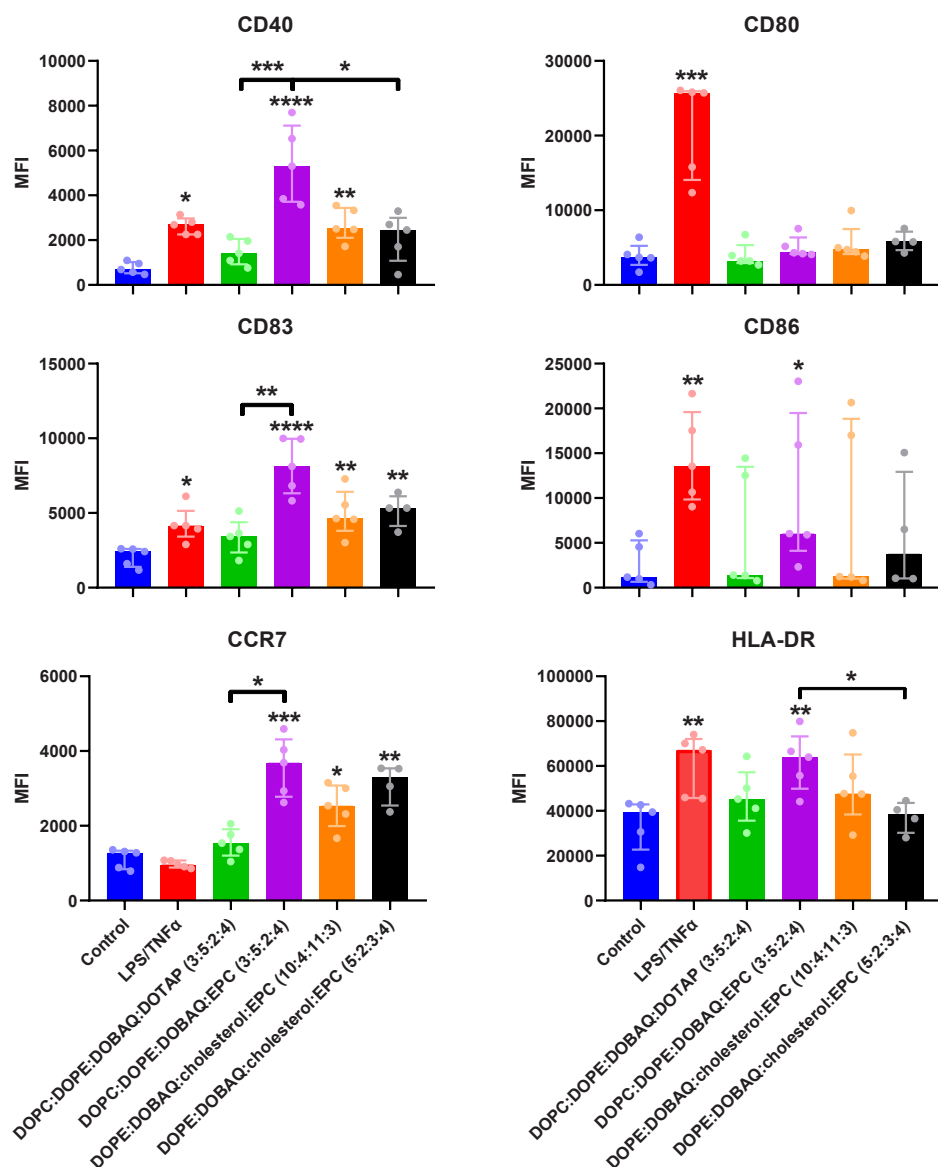 CD40
CD80
MFI
10000
8000
6000
4000
2000
0
***
*
*
****
**
MFI
30000
20000
10000
0
***
CD83
CD86
MFI
15000
10000
5000
0
*
**
****
**
**
MFI
25000
20000
15000
10000
5000
0
**
*
CCR7
HLA-DR
MFI
6000
4000
2000
0
*
***
*
**
MFI
100000
80000
60000
40000
20000
0
**
**
*
Control
LPS/TNFα
DOPC:DOPE:DOBAQ:DOTAP (3:5:2:4)
DOPC:DOPE:DOBAQ:EPC (3:5:2:4)
DOPE:DOBAQ:cholesterol:EPC (10:4:11:3)
DOPE:DOBAQ:cholesterol:EPC (5:2:3:4)
Control
LPS/TNFα
DOPC:DOPE:DOBAQ:DOTAP (3:5:2:4)
DOPC:DOPE:DOBAQ:EPC (3:5:2:4)
DOPE:DOBAQ:cholesterol:EPC (10:4:11:3)
DOPE:DOBAQ:cholesterol:EPC (5:2:3:4)